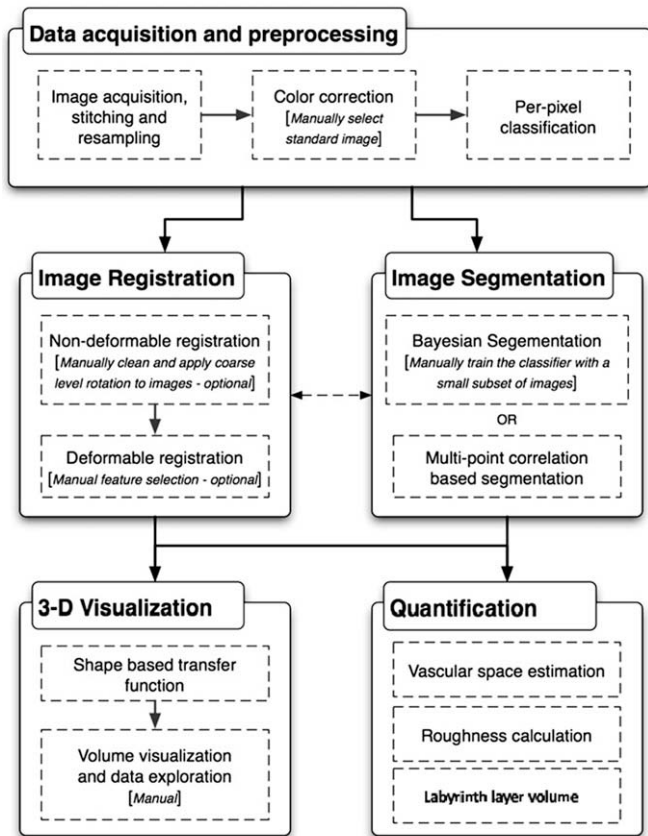 Data acquisition and preprocessing
Image acquisition,
stitching and
resampling
Color correction
[Manually select
standard image]
Per-pixel
classification
Image Registration
Non-deformable registration
[Manually clean and apply coarse
level rotation to images - optional]
Deformable registration
[Manual feature selection - optional]
Image Segmentation
Bayesian Segementation
[Manually train the classifier with a
small subset of images]
OR
Multi-point correlation
based segmentation
3-D Visualization
Shape based transfer
function
Volume visualization
and data exploration
[Manual]
Quantification
Vascular space estimation
Roughness calculation
Labyrinth layer volume